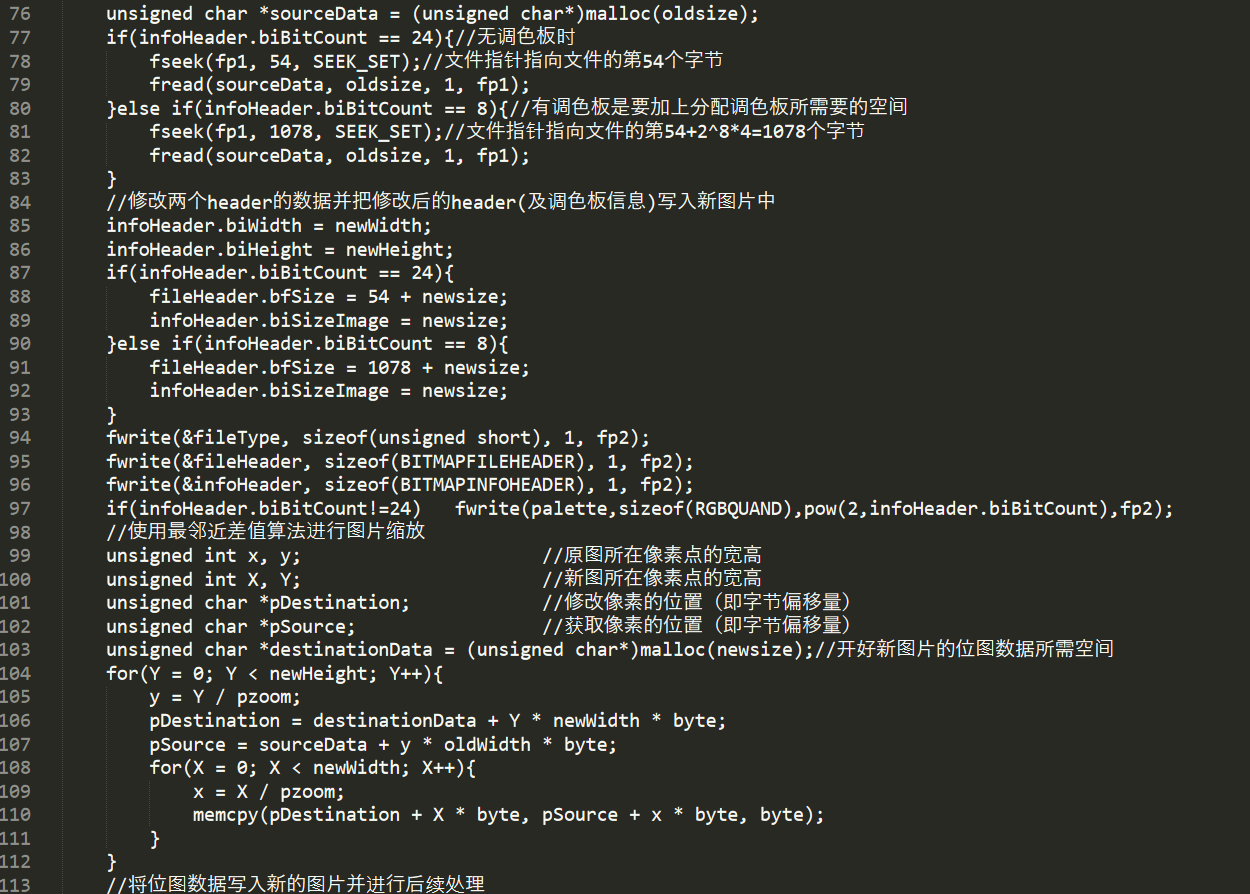 76 unsigned char *sourceData = (unsigned char*)malloc(oldsize);
77 if(infoHeader.biBitCount == 24){//无调色板时
78 fseek(fp1, 54, SEEK_SET);//文件指针指向文件的第54个字节
79 fread(sourceData, oldsize, 1, fp1);
80 }else if(infoHeader.biBitCount == 8){//有调色板是要加上分配调色板所需要的空间
81 fseek(fp1, 1078, SEEK_SET);//文件指针指向文件的第54+2^8*4=1078个字节
82 fread(sourceData, oldsize, 1, fp1);
83 }
84 //修改两个header的数据并把修改后的header(及调色板信息)写入新图片中
85 infoHeader.biWidth = newWidth;
86 infoHeader.biHeight = newHeight;
87 if(infoHeader.biBitCount == 24){
88 fileHeader.bfSize = 54 + newsize;
89 infoHeader.biSizeImage = newsize;
90 }else if(infoHeader.biBitCount == 8){
91 fileHeader.bfSize = 1078 + newsize;
92 infoHeader.biSizeImage = newsize;
93 }
94 fwrite(&fileType, sizeof(unsigned short), 1, fp2);
95 fwrite(&fileHeader, sizeof(BITMAPFILEHEADER), 1, fp2);
96 fwrite(&infoHeader, sizeof(BITMAPINFOHEADER), 1, fp2);
97 if(infoHeader.biBitCount!=24) fwrite(palette,sizeof(RGBQUAND),pow(2,infoHeader.biBitCount),fp2);
98 //使用最邻近差值算法进行图片缩放
99 unsigned int x, y; //原图所在像素点的宽高
100 unsigned int X, Y; //新图所在像素点的宽高
101 unsigned char *pDestination; //修改像素的位置（即字节偏移量）
102 unsigned char *pSource; //获取像素的位置（即字节偏移量）
103 unsigned char *destinationData = (unsigned char*)malloc(newsize);//开好新图片的位图数据所需空间
104 for(Y = 0; Y < newHeight; Y++){
105 y = Y / pzoom;
106 pDestination = destinationData + Y * newWidth * byte;
107 pSource = sourceData + y * oldWidth * byte;
108 for(X = 0; X < newWidth; X++){
109 x = X / pzoom;
110 memcpy(pDestination + X * byte, pSource + x * byte, byte);
111 }
112 }
113 //将位图数据写入新的图片并进行后续处理